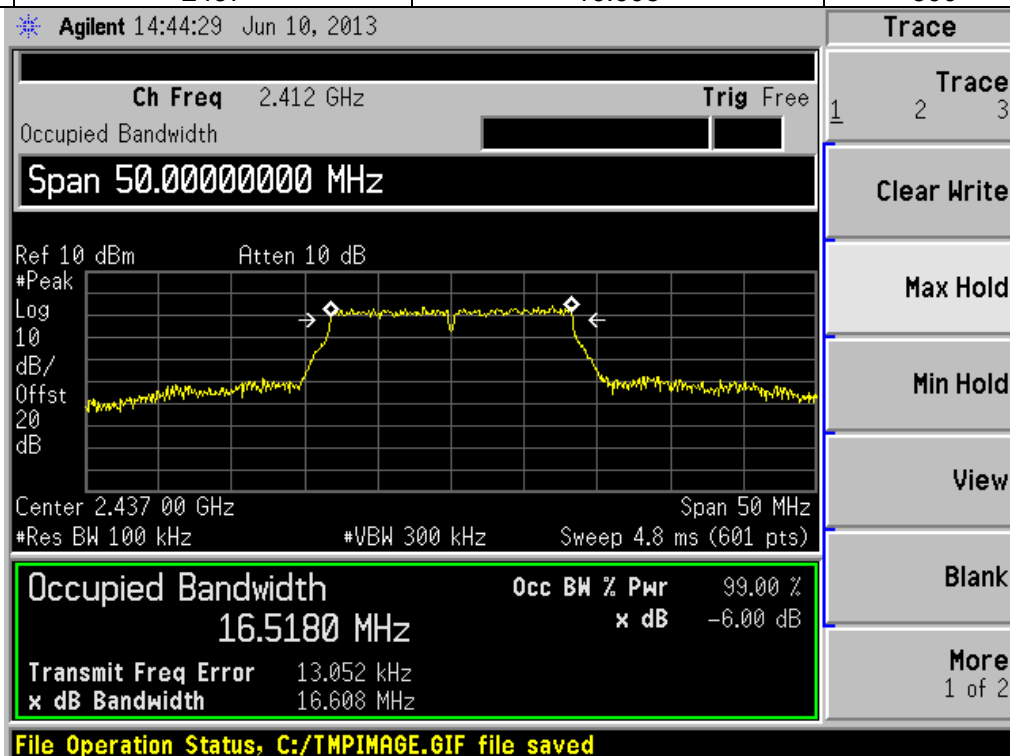 Agilent 14:44:29 Jun 10, 2013
Trace
Ch Freq 2.412 GHz
Trig Free
Occupied Bandwidth
Trace
1 2 3
Span 50.00000000 MHz
Clear Write
Ref 10 dBm
Atten 10 dB
#Peak
Log
10
dB/
Offst
20
dB
Max Hold
Min Hold
View
Center 2.437 00 GHz
Span 50 MHz
#Res BW 100 kHz
#VBW 300 kHz
Sweep 4.8 ms (601 pts)
Occupied Bandwidth
16.5180 MHz
Occ BW % Pwr 99.00 %
x dB -6.00 dB
Blank
Transmit Freq Error 13.052 kHz
x dB Bandwidth 16.608 MHz
More
1 of 2
File Operation Status, C:/TMPIMAGE.GIF file saved